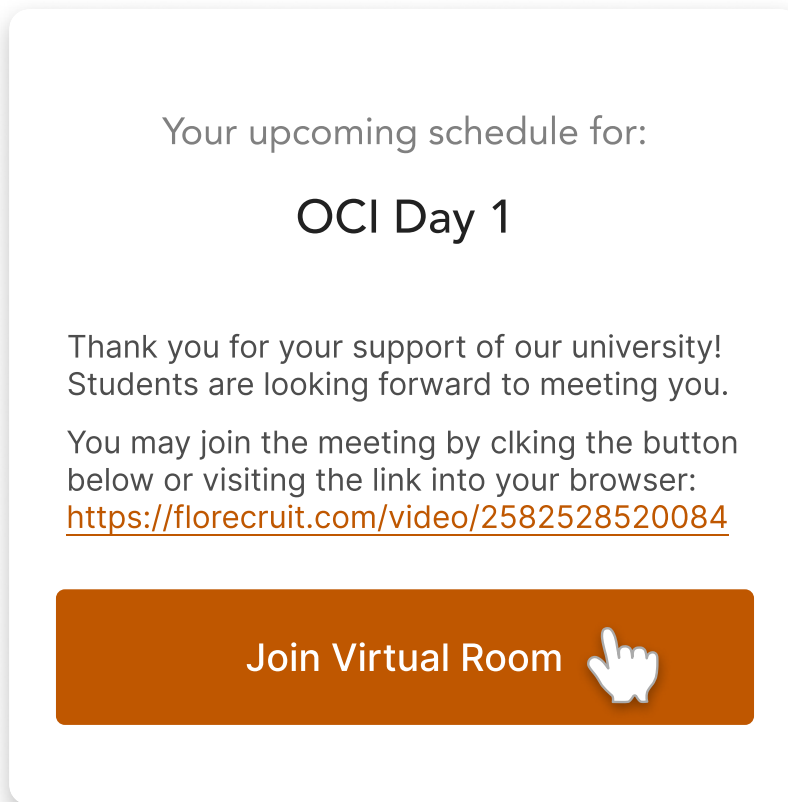 Your upcoming schedule for:
OCI Day 1
Thank you for your support of our university!
Students are looking forward to meeting you.
You may join the meeting by clking the button
below or visiting the link into your browser:
https://florecruit.com/video/2582528520084
Join Virtual Room